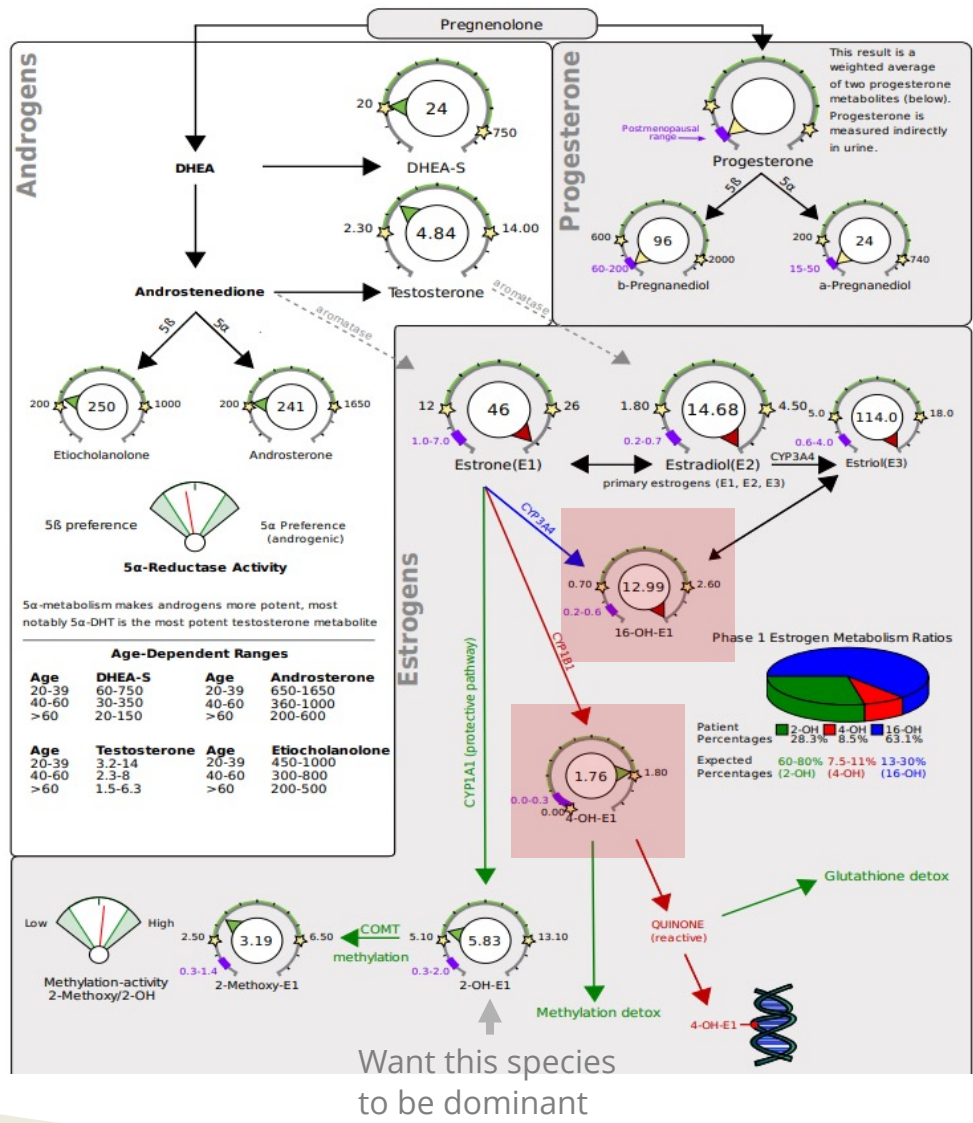 Pregnenolone
Androgens
20
24
750
DHEA-S
DHEA
2.30
4.84
14.00
Testosterone
Androstenedione
aromatase
aromatase
5ß
5α
200
250
1000
Etiocholanolone
200
241
1650
Androsterone
5ß preference
5α Preference
(androgenic)
5α-Reductase Activity
5α-metabolism makes androgens more potent, most
notably 5α-DHT is the most potent testosterone metabolite
Age-Dependent Ranges
Age DHEA-S Age Androsterone
20-39 60-750 20-39 650-1650
40-60 30-350 40-60 360-1000
>60 20-150 >60 200-600
Age Testosterone Age Etiocholanolone
20-39 3.2-14 20-39 450-1000
40-60 2.3-8 40-60 300-800
>60 1.5-6.3 >60 200-500
Progesterone
This result is a
weighted average
of two progesterone
metabolites (below).
Progesterone is
measured indirectly
in urine.
Postmenopausal
range
Progesterone
5ß
5α
600
96
2000
60-200
b-Pregnanediol
200
24
740
15-50
a-Pregnanediol
Estrogens
12
46
26
1.0-7.0
Estrone(E1)
1.80
14.68
4.50
0.2-0.7
Estradiol(E2)
primary estrogens (E1, E2, E3)
CYP3A4
5.0
114.0
18.0
0.6-4.0
Estriol(E3)
CYP3A4
0.70
12.99
2.60
0.2-0.6
16-OH-E1
CYP1B1
CYP1A1 (protective pathway)
1.76
1.80
0.0-0.3
0.00
4-OH-E1
Phase 1 Estrogen Metabolism Ratios
Patient Percentages
2-OH 4-OH 16-OH
28.3% 8.5% 63.1%
Expected Percentages
60-80% 7.5-11% 13-30%
(2-OH) (4-OH) (16-OH)
Glutathione detox
QUINONE
(reactive)
4-OH-E1
Methylation detox
Low
High
Methylation-activity
2-Methoxy/2-OH
2.50
3.19
6.50
0.3-1.4
2-Methoxy-E1
COMT
methylation
5.10
5.83
13.10
0.3-2.0
2-OH-E1
Want this species
to be dominant